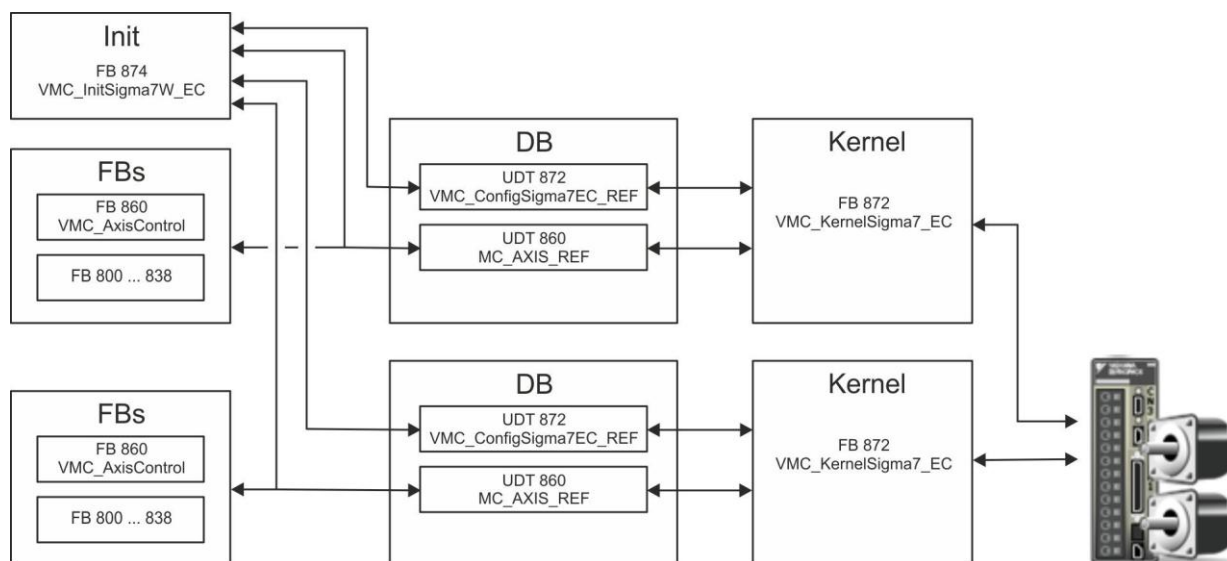 Init
FB 874
VMC_InitSigma7W_EC
FBs
FB 860
VMC_AxisControl
FB 800 ... 838
DB
UDT 872
VMC_ConfigSigma7EC_REF
UDT 860
MC_AXIS_REF
Kernel
FB 872
VMC_KernelSigma7_EC
FBs
FB 860
VMC_AxisControl
FB 800 ... 838
DB
UDT 872
VMC_ConfigSigma7EC_REF
UDT 860
MC_AXIS_REF
Kernel
FB 872
VMC_KernelSigma7_EC